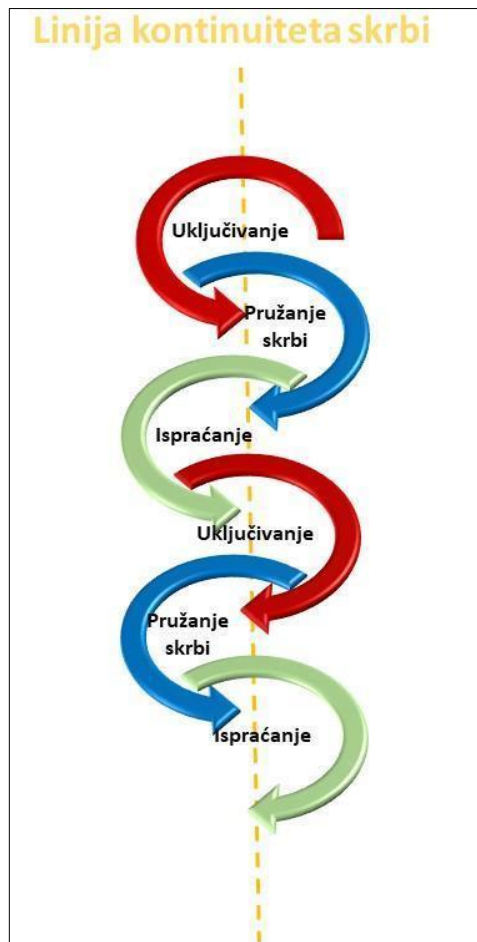 Linija kontinuiteta skrbi
Uključivanje
Pružanje
skrbi
Ispraćanje
Uključivanje
Pružanje
skrbi
Ispraćanje